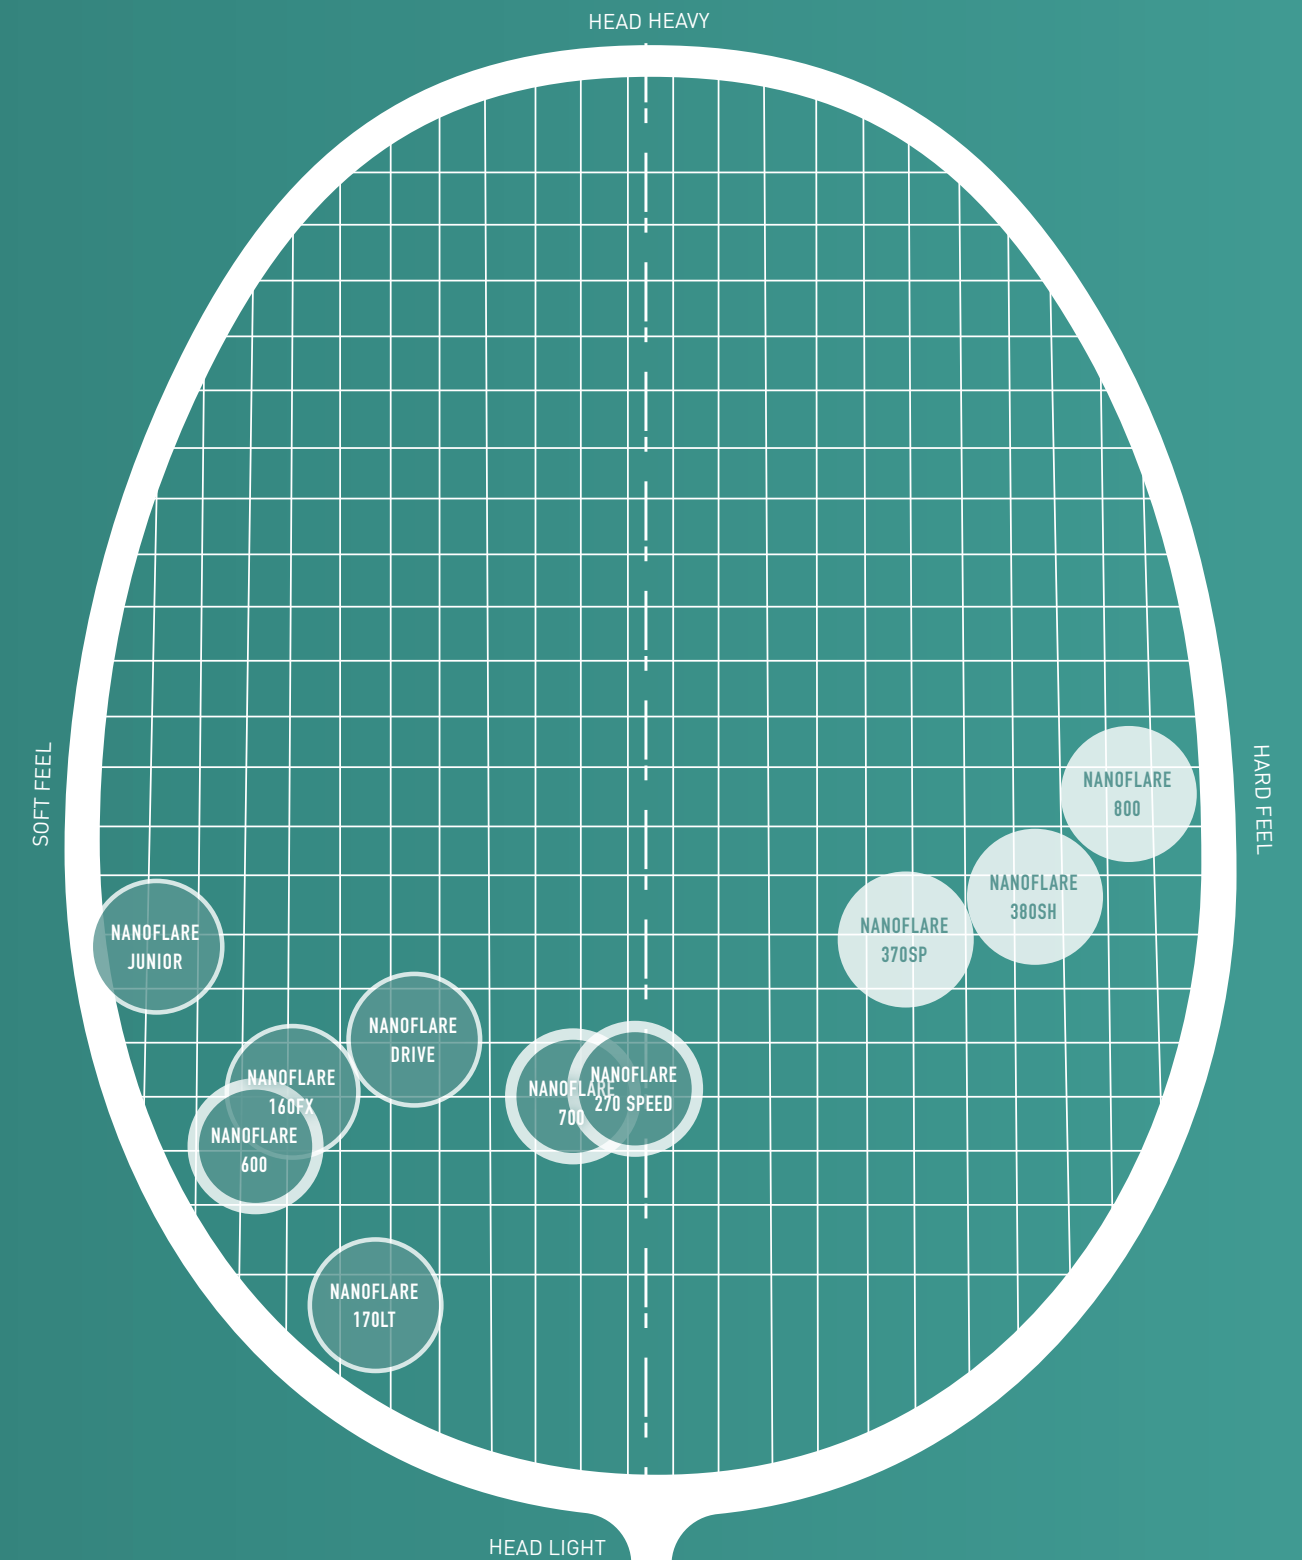 HEAD HEAVY
SOFT FEEL
HARD FEEL
NANOFLARE
800
NANOFLARE
380SH
NANOFLARE
370SP
NANOFLARE
JUNIOR
NANOFLARE
DRIVE
NANOFLARE
160FX
NANOFLARE
600
NANOFLARE
700
NANOFLARE
270 SPEED
NANOFLARE
170LT
HEAD LIGHT